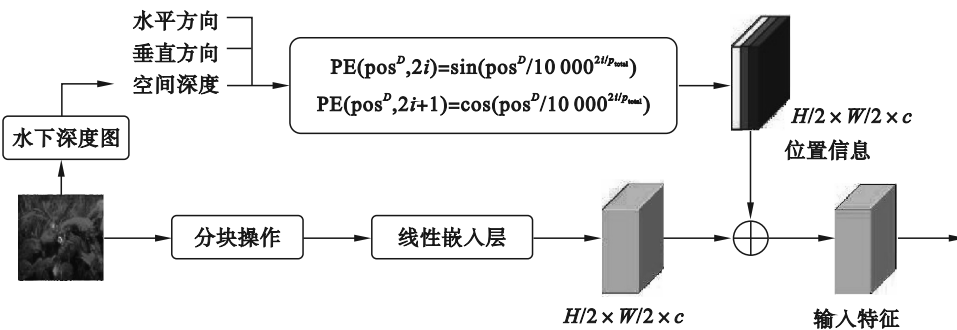 水平方向
垂直方向
空间深度
PE(pos^D,2i)=sin(pos^D/10 000^{2i/p_total})
PE(pos^D,2i+1)=cos(pos^D/10 000^{2i/p_total})
水下深度图
H/2×W/2×c
位置信息
分块操作
线性嵌入层
H/2×W/2×c
输入特征